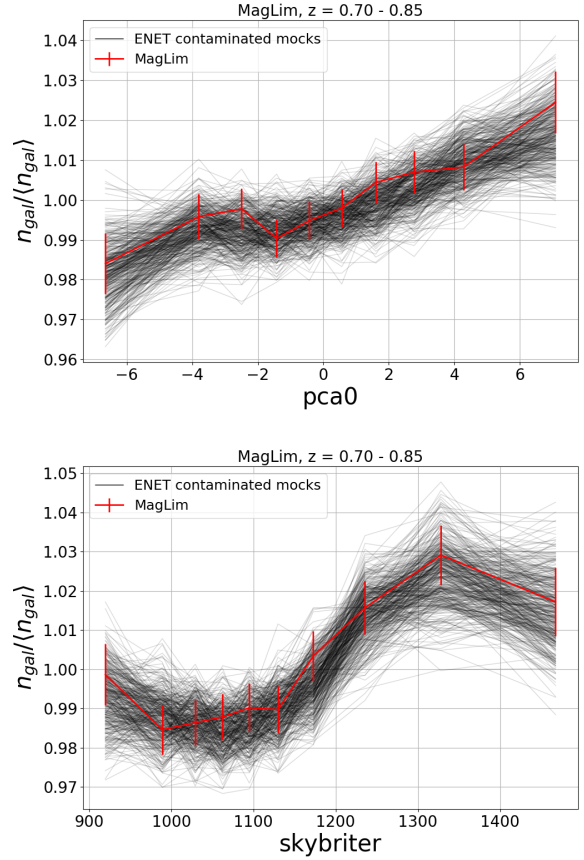 MagLim, z = 0.70 - 0.85
1.04
ENET contaminated mocks
MagLim
1.03
1.02
1.01
1.00
0.99
0.98
0.97
0.96
n_gal/⟨n_gal⟩
−6 −4 −2 0 2 4 6
pca0
MagLim, z = 0.70 - 0.85
1.05
ENET contaminated mocks
MagLim
1.04
1.03
1.02
1.01
1.00
0.99
0.98
0.97
n_gal/⟨n_gal⟩
900 1000 1100 1200 1300 1400
skybriter